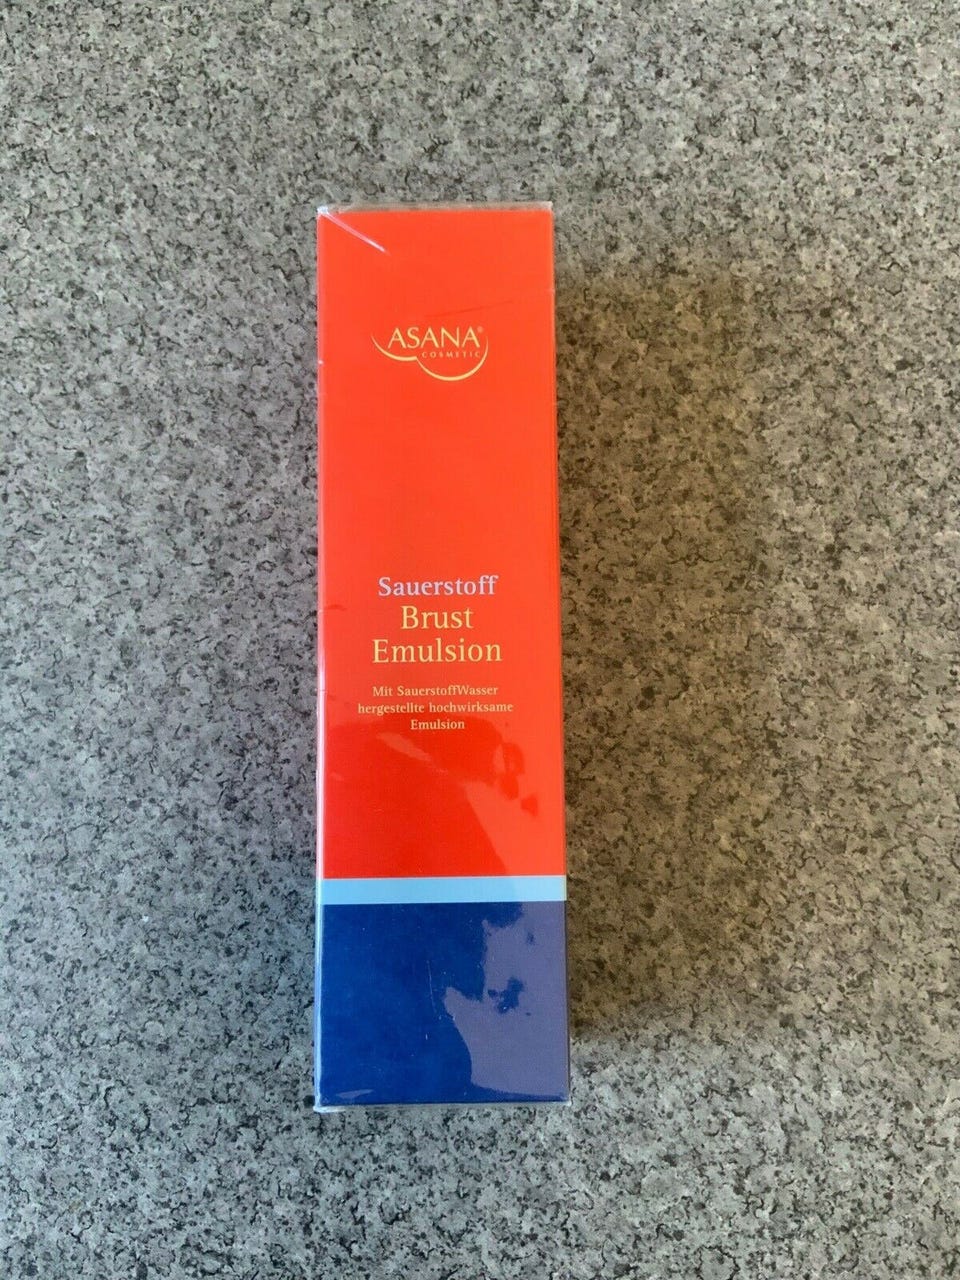 ASANA®
COSMETIC
Sauerstoff
Brust
Emulsion
Mit SauerstoffWasser
hergestellte hochwirksame
Emulsion